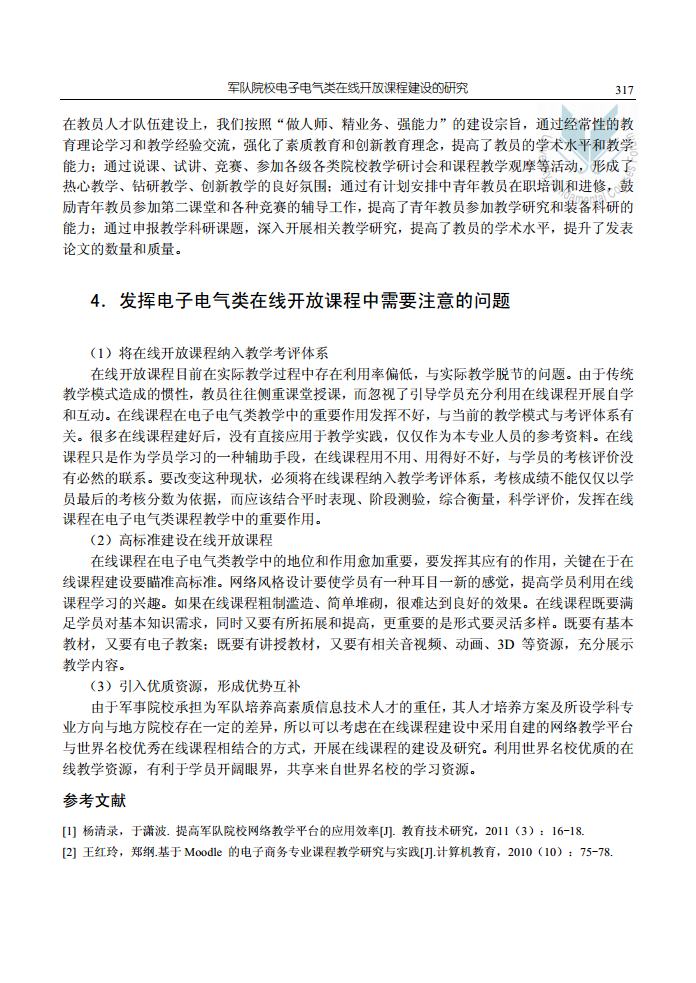 军队院校电子电气类在线开放课程建设的研究 317
在教员人才队伍建设上，我们按照“做人师、精业务、强能力”的建设宗旨，通过经常性的教
育理论学习和教学经验交流，强化了素质教育和创新教育理念，提高了教员的学术水平和教学
能力；通过说课、试讲、竞赛、参加各级各类院校教学研讨会和课程教学观摩等活动，形成了
热心教学、钻研教学、创新教学的良好氛围；通过有计划安排中青年教员在职培训和进修，鼓
励青年教员参加第二课堂和各种竞赛的辅导工作，提高了青年教员参加教学研究和装备科研的
能力；通过申报教学科研课题，深入开展相关教学研究，提高了教员的学术水平，提升了发表
论文的数量和质量。
4．发挥电子电气类在线开放课程中需要注意的问题
（1）将在线开放课程纳入教学考评体系
在线开放课程目前在实际教学过程中存在利用率偏低，与实际教学脱节的问题。由于传统
教学模式造成的惯性，教员往往侧重课堂授课，而忽视了引导学员充分利用在线课程开展自学
和互动。在线课程在电子电气类教学中的重要作用发挥不好，与当前的教学模式与考评体系有
关。很多在线课程建好后，没有直接应用于教学实践，仅仅作为本专业人员的参考资料。在线
课程只是作为学员学习的一种辅助手段，在线课程用不用、用得好不好，与学员的考核评价没
有必然的联系。要改变这种现状，必须将在线课程纳入教学考评体系，考核成绩不能仅仅以学
员最后的考核分数为依据，而应该结合平时表现、阶段测验，综合衡量，科学评价，发挥在线
课程在电子电气类课程教学中的重要作用。
（2）高标准建设在线开放课程
在线课程在电子电气类教学中的地位和作用愈加重要，要发挥其应有的作用，关键在于在
线课程建设要瞄准高标准。网络风格设计要使学员有一种耳目一新的感觉，提高学员利用在线
课程学习的兴趣。如果在线课程粗制滥造、简单堆砌，很难达到良好的效果。在线课程既要满
足学员对基本知识需求，同时又要有所拓展和提高，更重要的是形式要灵活多样。既要有基本
教材，又要有电子教案；既要有讲授教材，又要有相关音视频、动画、3D 等资源，充分展示
教学内容。
（3）引入优质资源，形成优势互补
由于军事院校承担为军队培养高素质信息技术人才的重任，其人才培养方案及所设学科专
业方向与地方院校存在一定的差异，所以可以考虑在在线课程建设中采用自建的网络教学平台
与世界名校优秀在线课程相结合的方式，开展在线课程的建设及研究。利用世界名校优质的在
线教学资源，有利于学员开阔眼界，共享来自世界名校的学习资源。
参考文献
[1] 杨清录，于潇波. 提高军队院校网络教学平台的应用效率[J]. 教育技术研究，2011（3）：16-18.
[2] 王红玲，郑纲.基于 Moodle 的电子商务专业课程教学研究与实践[J].计算机教育，2010（10）：75-78.